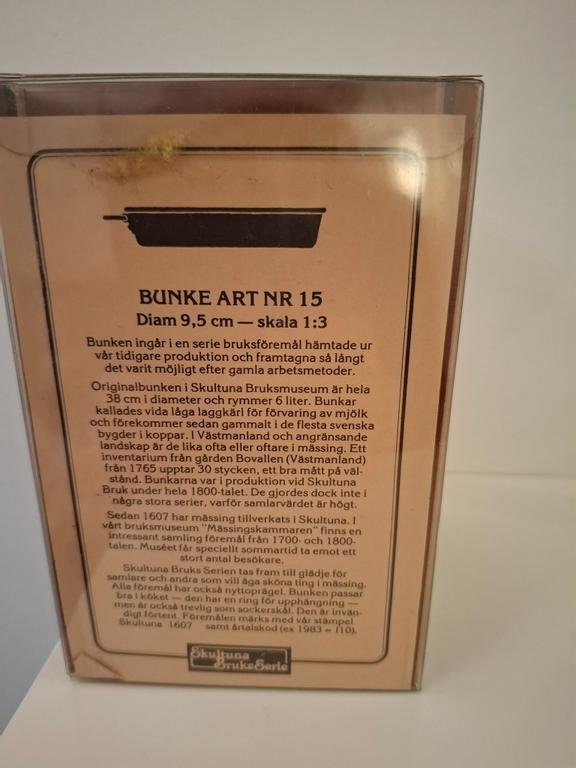 BUNKE ART NR 15
Diam 9,5 cm — skala 1:3
Bunken ingår i en serie bruksföremål hämtade ur
vår tidigare produktion och framtagna så långt
det varit möjligt efter gamla arbetsmetoder.
Originalbunken i Skultuna Bruksmuseum är hela
38 cm i diameter och rymmer 6 liter. Bunkar
kallades vida låga laggkärl för förvaring av mjölk
och förekommer sedan gammalt i de flesta svenska
bygder i koppar. I Västmanland och angränsande
landskap är de lika ofta eller oftare i mässing. Ett
inventarium från gården Bovallen (Västmanland)
från 1765 upptar 30 stycken, ett bra mått på väl-
stånd. Bunkarna var i produktion vid Skultuna
Bruk under hela 1800-talet. De gjordes dock inte i
några stora serier, varför samlarvärdet är högt.
Sedan 1607 har mässing tillverkats i Skultuna. I
vårt bruksmuseum "Mässingskammaren" finns en
intressant samling föremål från 1700- och 1800-
talen. Muséet får speciellt sommartid ta emot ett
stort antal besökare.
Skultuna Bruks Serien tas fram till glädje för
samlare och andra som vill äga sköna ting i mässing.
Alla föremål har också nyttoprägel. Bunken passar
bra i köket — den har en ring för upphängning —
men är också trevlig som sockerskål. Den är invän-
digt förtent. Föremålen märks med vår stämpel
Skultuna 1607 samt årtalskod (ex 1983 = I10).
Skultuna
BruksSerie